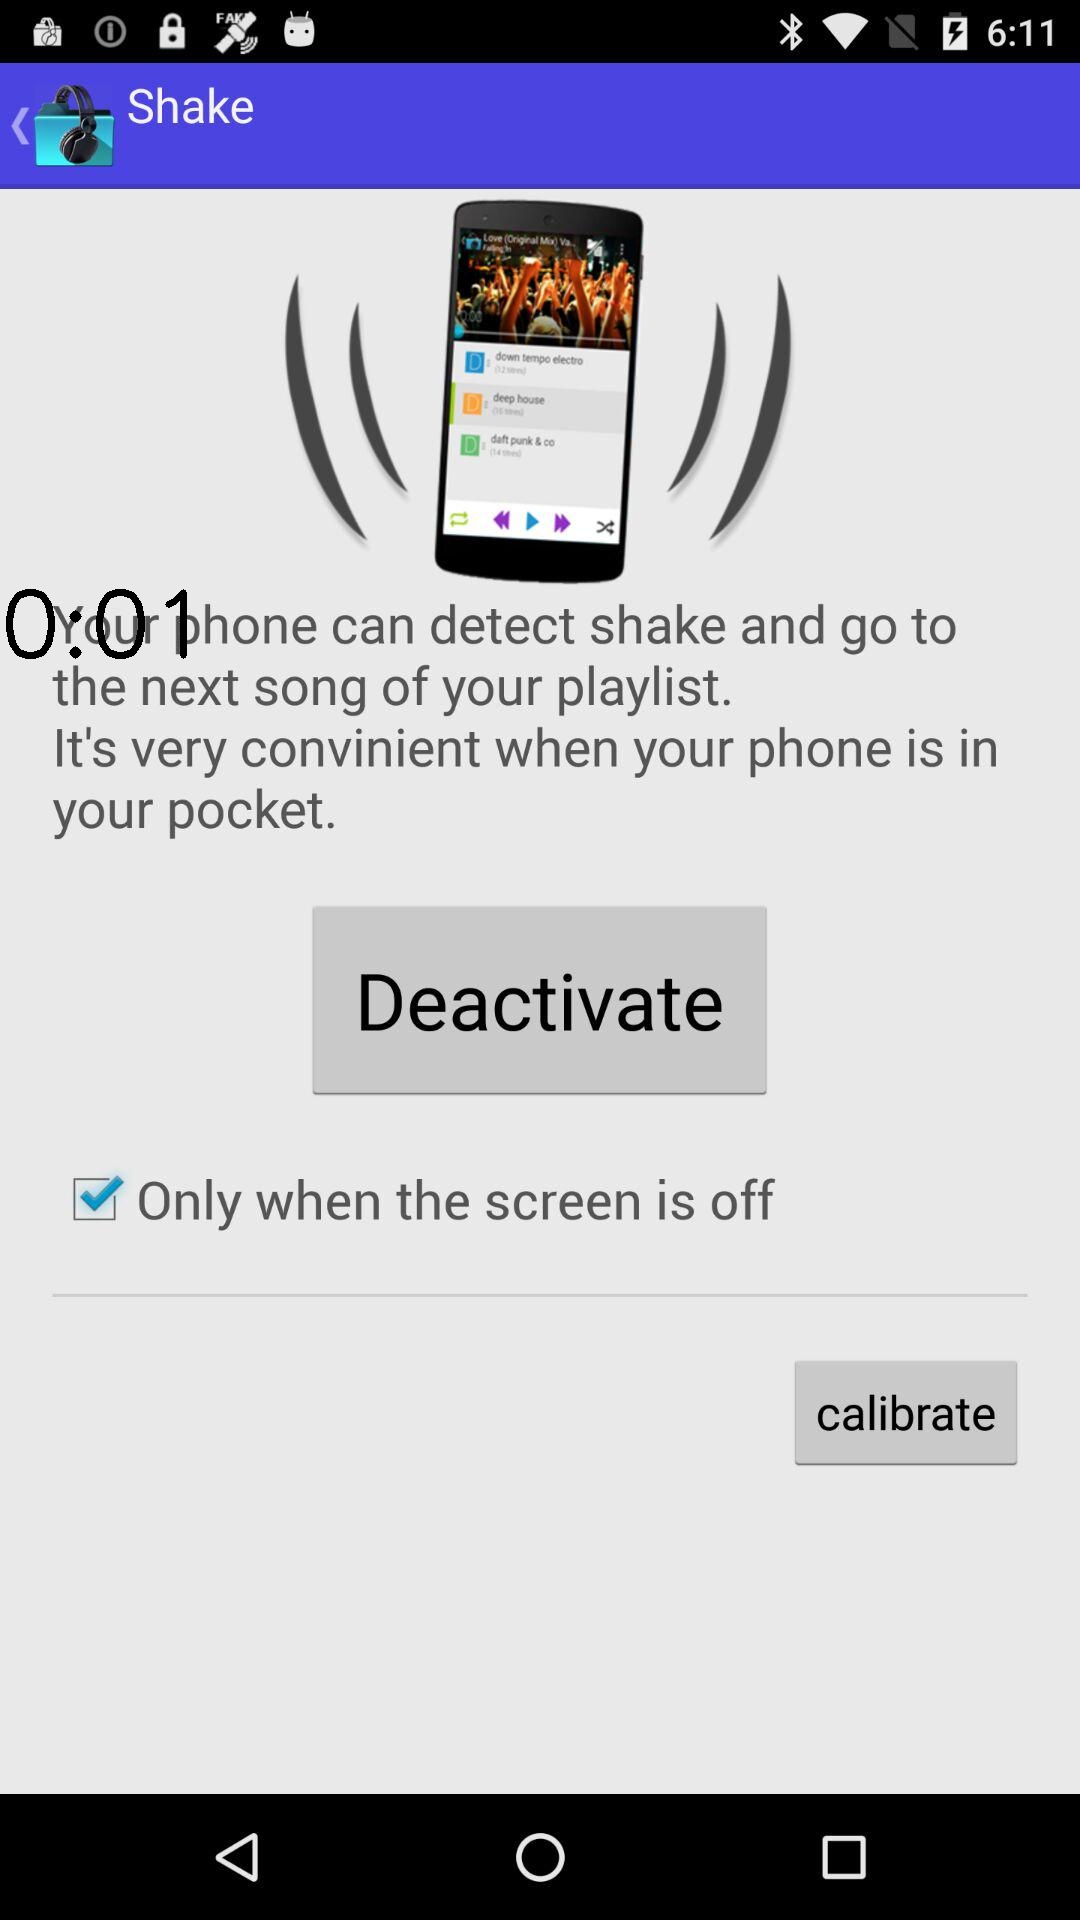 FAKE
6:11
Shake
Love (Original Mix) Va...
Falling In
0:00
D down tempo electro
(12 titres)
D deep house
(16 titres)
D daft punk & co
(14 titres)
0:01
Your phone can detect shake and go to
the next song of your playlist.
It's very convinient when your phone is in
your pocket.
Deactivate
Only when the screen is off
calibrate